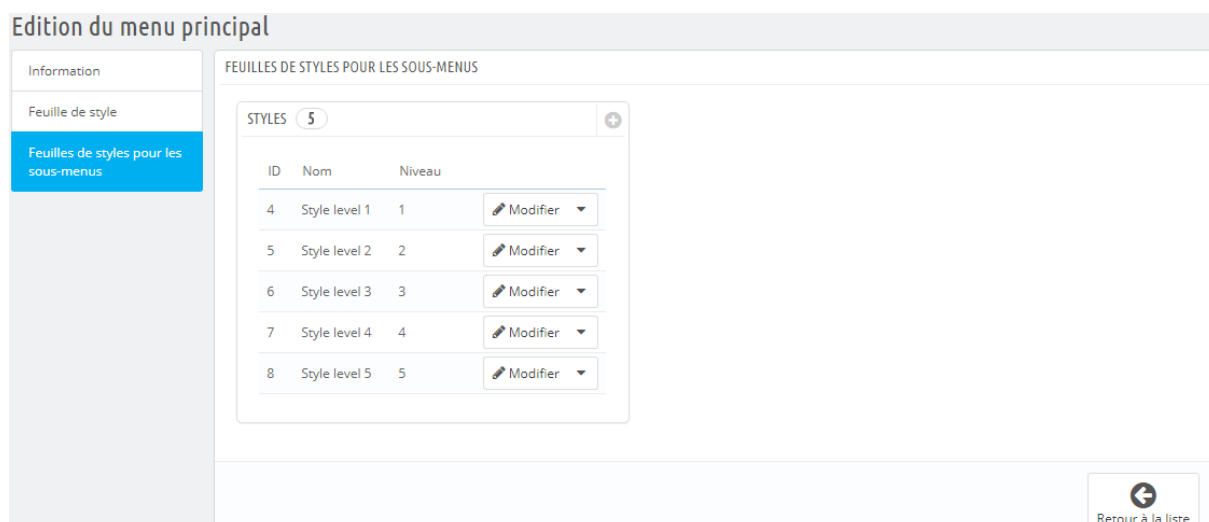 Edition du menu principal
Information
Feuille de style
Feuilles de styles pour les
sous-menus
FEUILLES DE STYLES POUR LES SOUS-MENUS
STYLES 5
ID Nom Niveau
4 Style level 1 1 Modifier
5 Style level 2 2 Modifier
6 Style level 3 3 Modifier
7 Style level 4 4 Modifier
8 Style level 5 5 Modifier
Retour à la liste